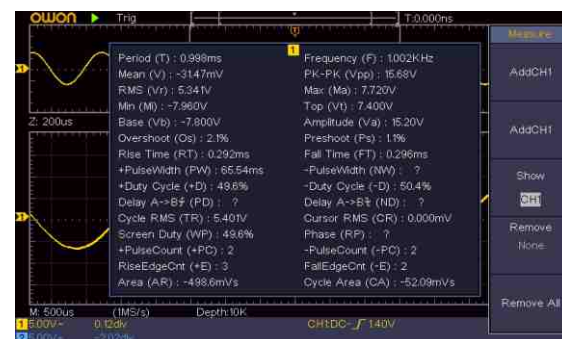 OWON Trig T:0.000ns
Measure
1
Period (T) : 0.998ms Frequency (F) : 1.002KHz
Mean (V) : -31.47mV PK-PK (Vpp) : 15.68V
RMS (Vr) : 5.341V Max (Ma) : 7.720V
Min (Mi) : -7.960V Top (Vt) : 7.400V
Z: 200us Base (Vb) : -7.800V Amplitude (Va) : 15.20V
Overshoot (Os) : 2.1% Preshoot (Ps) : 1.1%
Rise Time (RT) : 0.292ms Fall Time (FT) : 0.296ms
+PulseWidth (PW) : 65.54ms -PulseWidth (NW) : ?
+Duty Cycle (+D) : 49.6% -Duty Cycle (-D) : 50.4%
Delay A->B (PD) : ? Delay A->B (ND) : ?
Cycle RMS (TR) : 5.401V Cursor RMS (CR) : 0.000mV
Screen Duty (WP) : 49.6% Phase (RP) : ?
+PulseCount (+PC) : 2 -PulseCount (-PC) : 2
RiseEdgeCnt (+E) : 3 FallEdgeCnt (-E) : 2
Area (AR) : -498.6mVs Cycle Area (CA) : -52.09mVs
M: 500us (1MS/s) Depth:10K
1 5.00V~ 0.12div CH1:DC- 1.40V
2 5.00V~ -2.02div
AddCH1
AddCH1
Show
CH1
Remove
None
Remove All